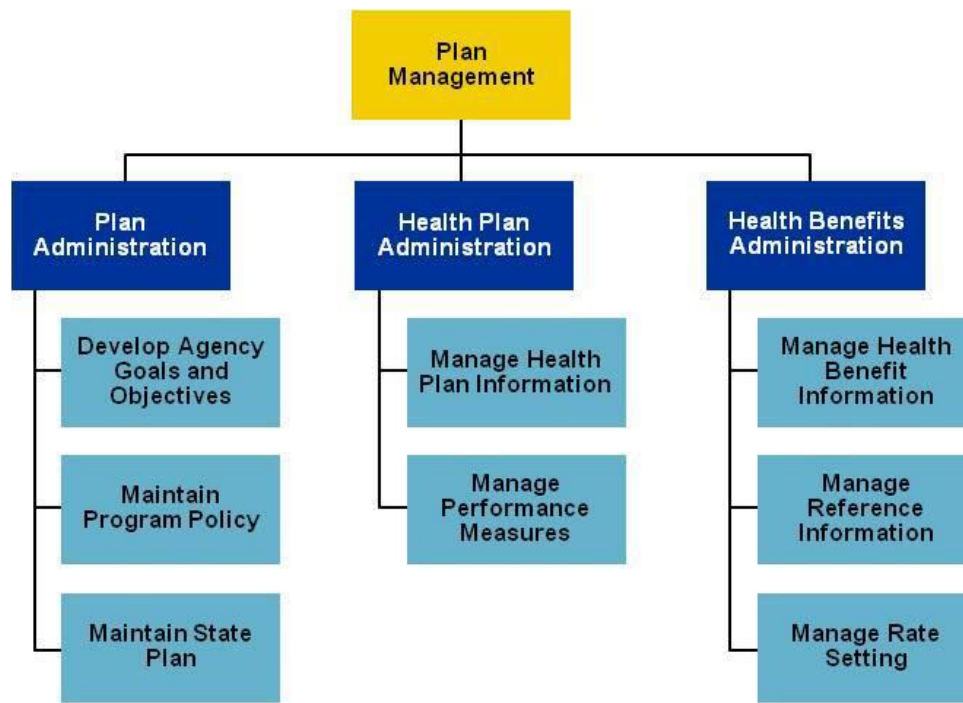 Plan
Management
Plan
Administration
Health Plan
Administration
Health Benefits
Administration
Develop Agency
Goals and
Objectives
Manage Health
Plan Information
Manage Health
Benefit
Information
Maintain
Program Policy
Manage
Performance
Measures
Manage
Reference
Information
Maintain State
Plan
Manage Rate
Setting